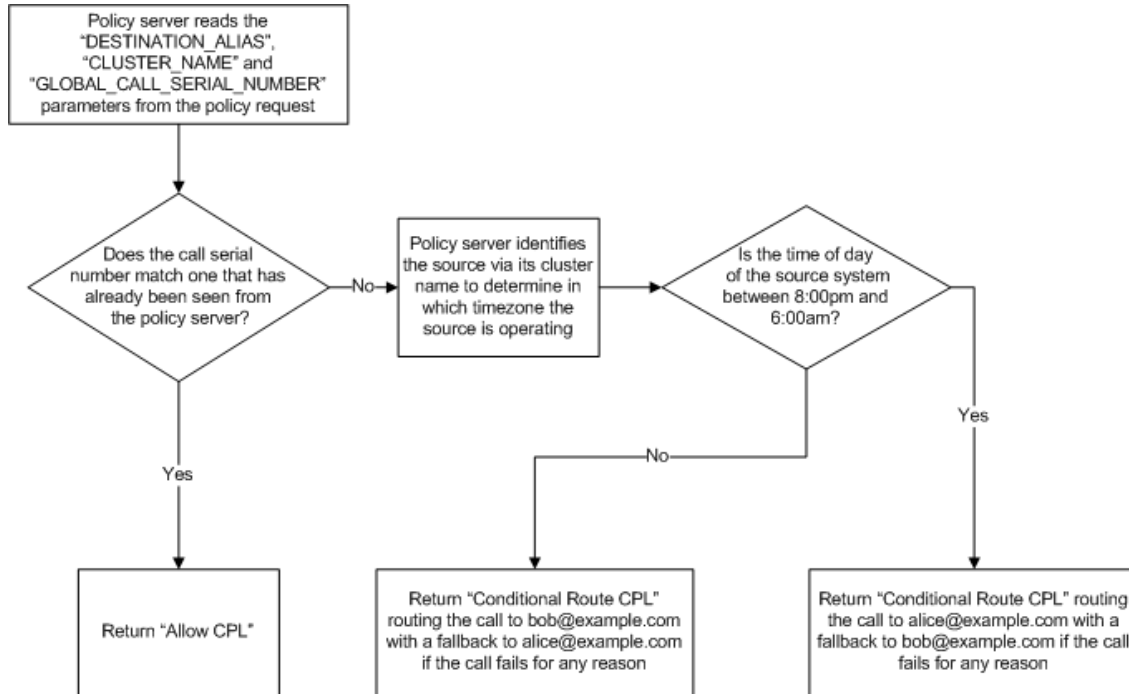 Policy server reads the
“DESTINATION_ALIAS”,
“CLUSTER_NAME” and
“GLOBAL_CALL_SERIAL_NUMBER”
parameters from the policy request
Does the call serial
number match one that has
already been seen from
the policy server?
No
Policy server identifies
the source via its cluster
name to determine in
which timezone the
source is operating
Is the time of day
of the source system
between 8:00pm and
6:00am?
Yes
No
Yes
Return “Allow CPL”
Return “Conditional Route CPL”
routing the call to bob@example.com
with a fallback to alice@example.com
if the call fails for any reason
Return “Conditional Route CPL” routing
the call to alice@example.com with a
fallback to bob@example.com if the call
fails for any reason